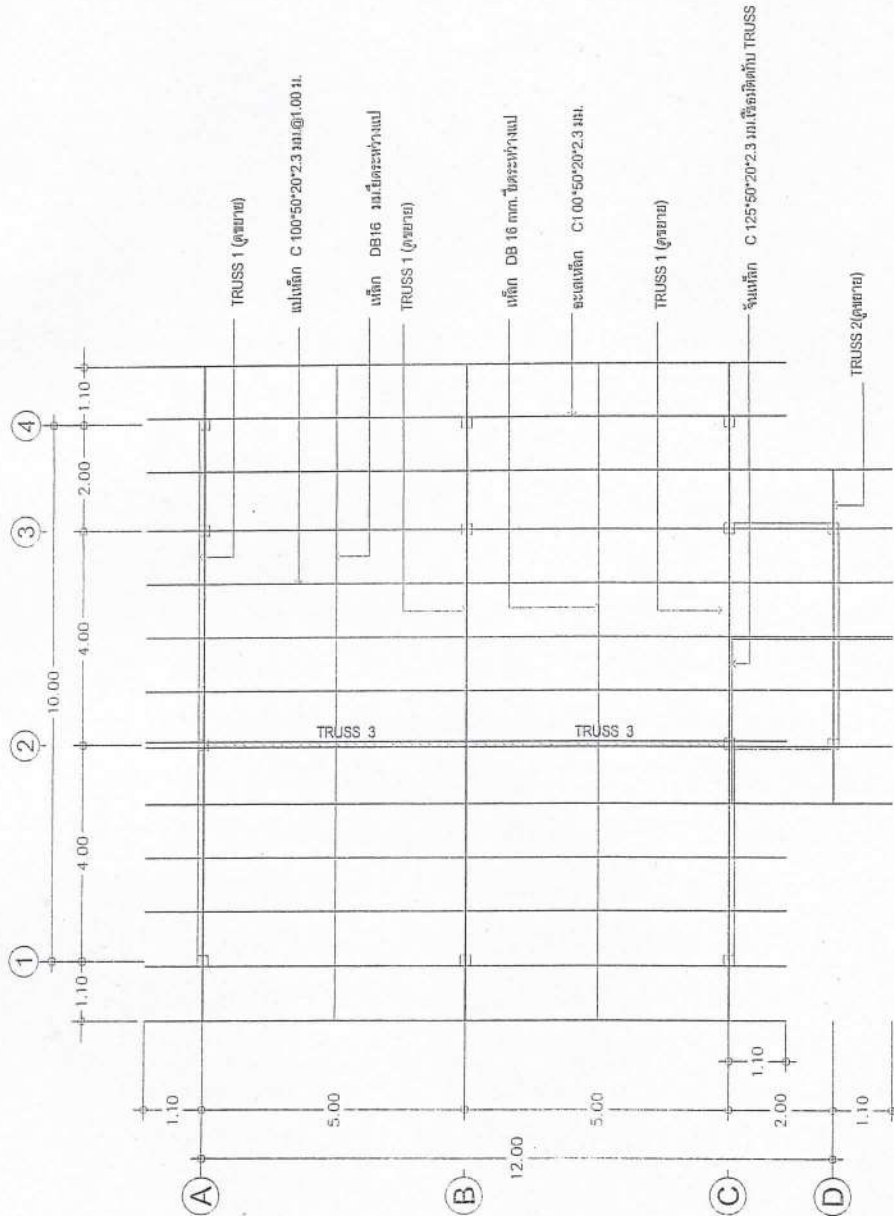 1
2
3
4
10.00
1.10
4.00
4.00
2.00
1.10
A
B
C
D
1.10
5.00
5.00
2.00
1.10
12.00
1.10
TRUSS 3
TRUSS 3
TRUSS 1 (ดูขยาย)
แปเหล็ก C 100*50*20*2.3 มม.@1.00 ม.
เหล็ก DB16 มม.ยึดระหว่างแป
TRUSS 1 (ดูขยาย)
เหล็ก DB 16 mm. ยึดระหว่างแป
อะเสเหล็ก C100*50*20*2.3 มม.
TRUSS 1 (ดูขยาย)
จันเหล็ก C 125*50*20*2.3 มม.เชื่อมติดกับ TRUSS
TRUSS 2(ดูขยาย)